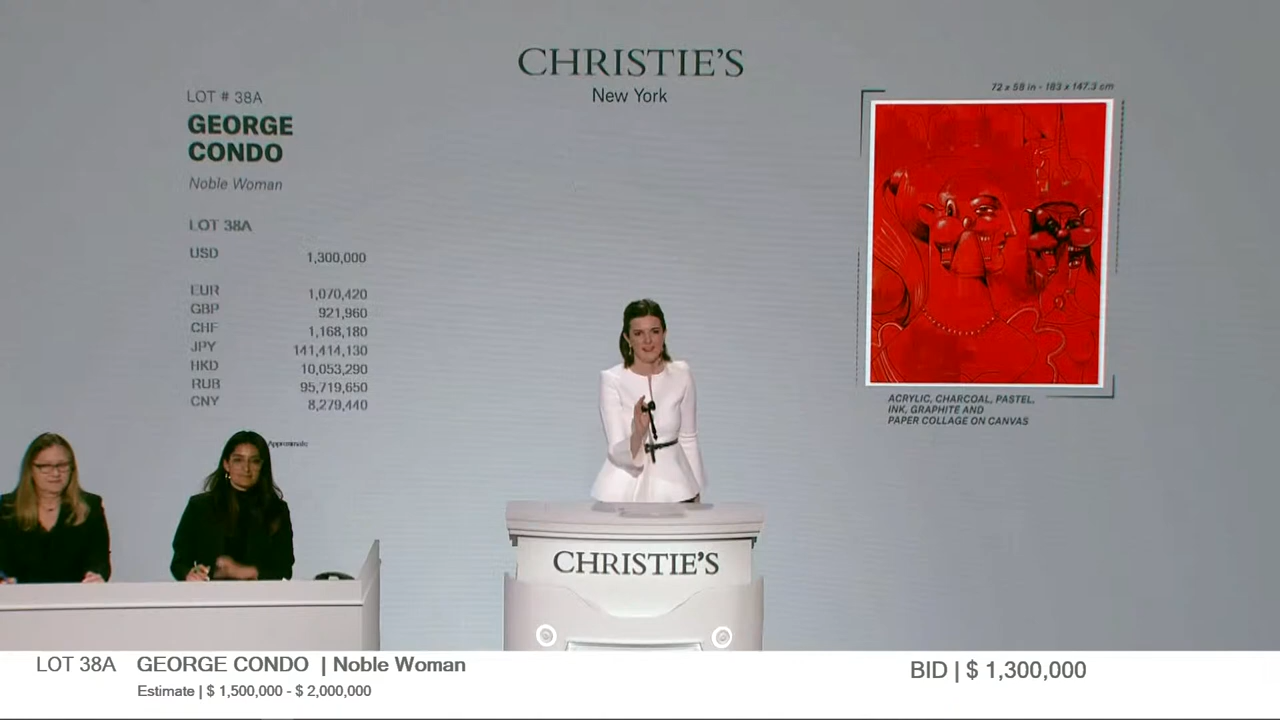 CHRISTIE'S
New York
LOT # 38A
GEORGE
CONDO
Noble Woman
LOT 38A
USD 1,300,000
EUR 1,070,420
GBP 921,960
CHF 1,168,180
JPY 141,414,130
HKD 10,053,290
RUB 95,719,650
CNY 8,279,440
Approximate
72 x 58 in - 183 x 147.3 cm
ACRYLIC, CHARCOAL, PASTEL,
INK, GRAPHITE AND
PAPER COLLAGE ON CANVAS
CHRISTIE'S
LOT 38A GEORGE CONDO | Noble Woman
Estimate | $ 1,500,000 - $ 2,000,000
BID | $ 1,300,000